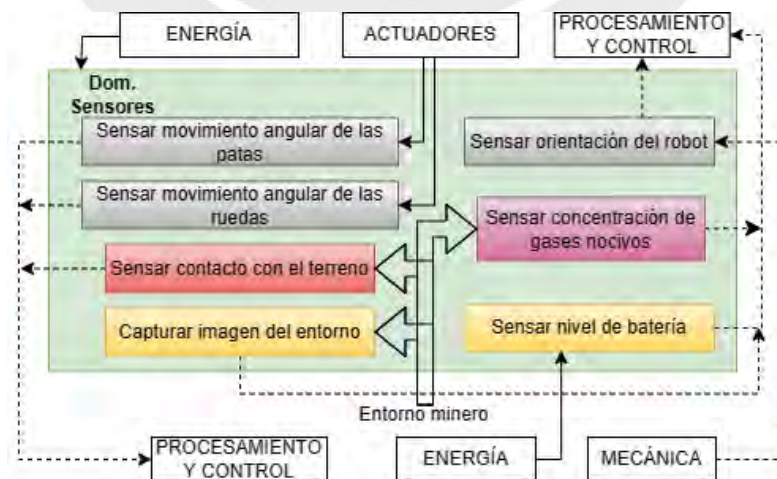 ENERGÍA
ACTUADORES
PROCESAMIENTO
Y CONTROL
Dom.
Sensores
Sensar movimiento angular de las
patas
Sensar orientación del robot
Sensar movimiento angular de las
ruedas
Sensar concentración de
gases nocivos
Sensar contacto con el terreno
Capturar imagen del entorno
Sensar nivel de batería
Entorno minero
PROCESAMIENTO
Y CONTROL
ENERGÍA
MECÁNICA